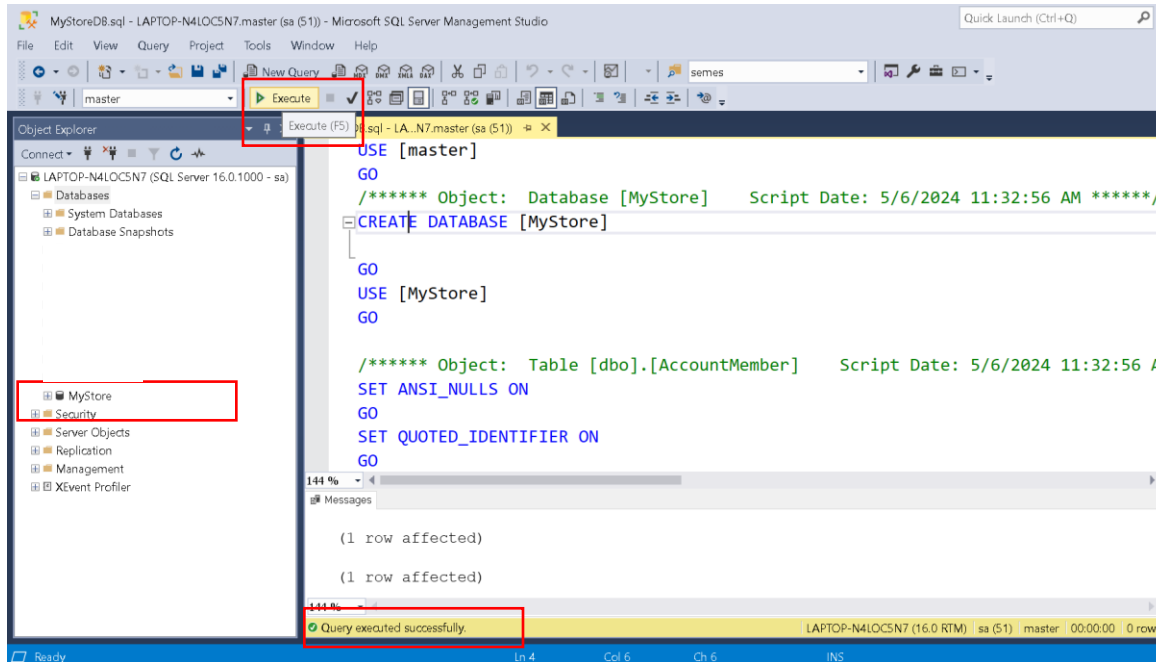 MyStoreDB.sql - LAPTOP-N4LOC5N7.master (sa (51)) - Microsoft SQL Server Management Studio
Quick Launch (Ctrl+Q)
File Edit View Query Project Tools Window Help
New Query MDX DMX XMLA DAX semes
master Execute
Object Explorer
Execute (F5)
DB.sql - LA...N7.master (sa (51))
Connect
LAPTOP-N4LOC5N7 (SQL Server 16.0.1000 - sa)
Databases
System Databases
Database Snapshots
MyStore
Security
Server Objects
Replication
Management
XEvent Profiler
USE [master]
GO
/****** Object: Database [MyStore] Script Date: 5/6/2024 11:32:56 AM ******/
CREATE DATABASE [MyStore]
GO
USE [MyStore]
GO
/****** Object: Table [dbo].[AccountMember] Script Date: 5/6/2024 11:32:56 A
SET ANSI_NULLS ON
GO
SET QUOTED_IDENTIFIER ON
GO
144 %
Messages
(1 row affected)
(1 row affected)
144 %
Query executed successfully.
LAPTOP-N4LOC5N7 (16.0 RTM) sa (51) master 00:00:00 0 row
Ready Ln 4 Col 6 Ch 6 INS